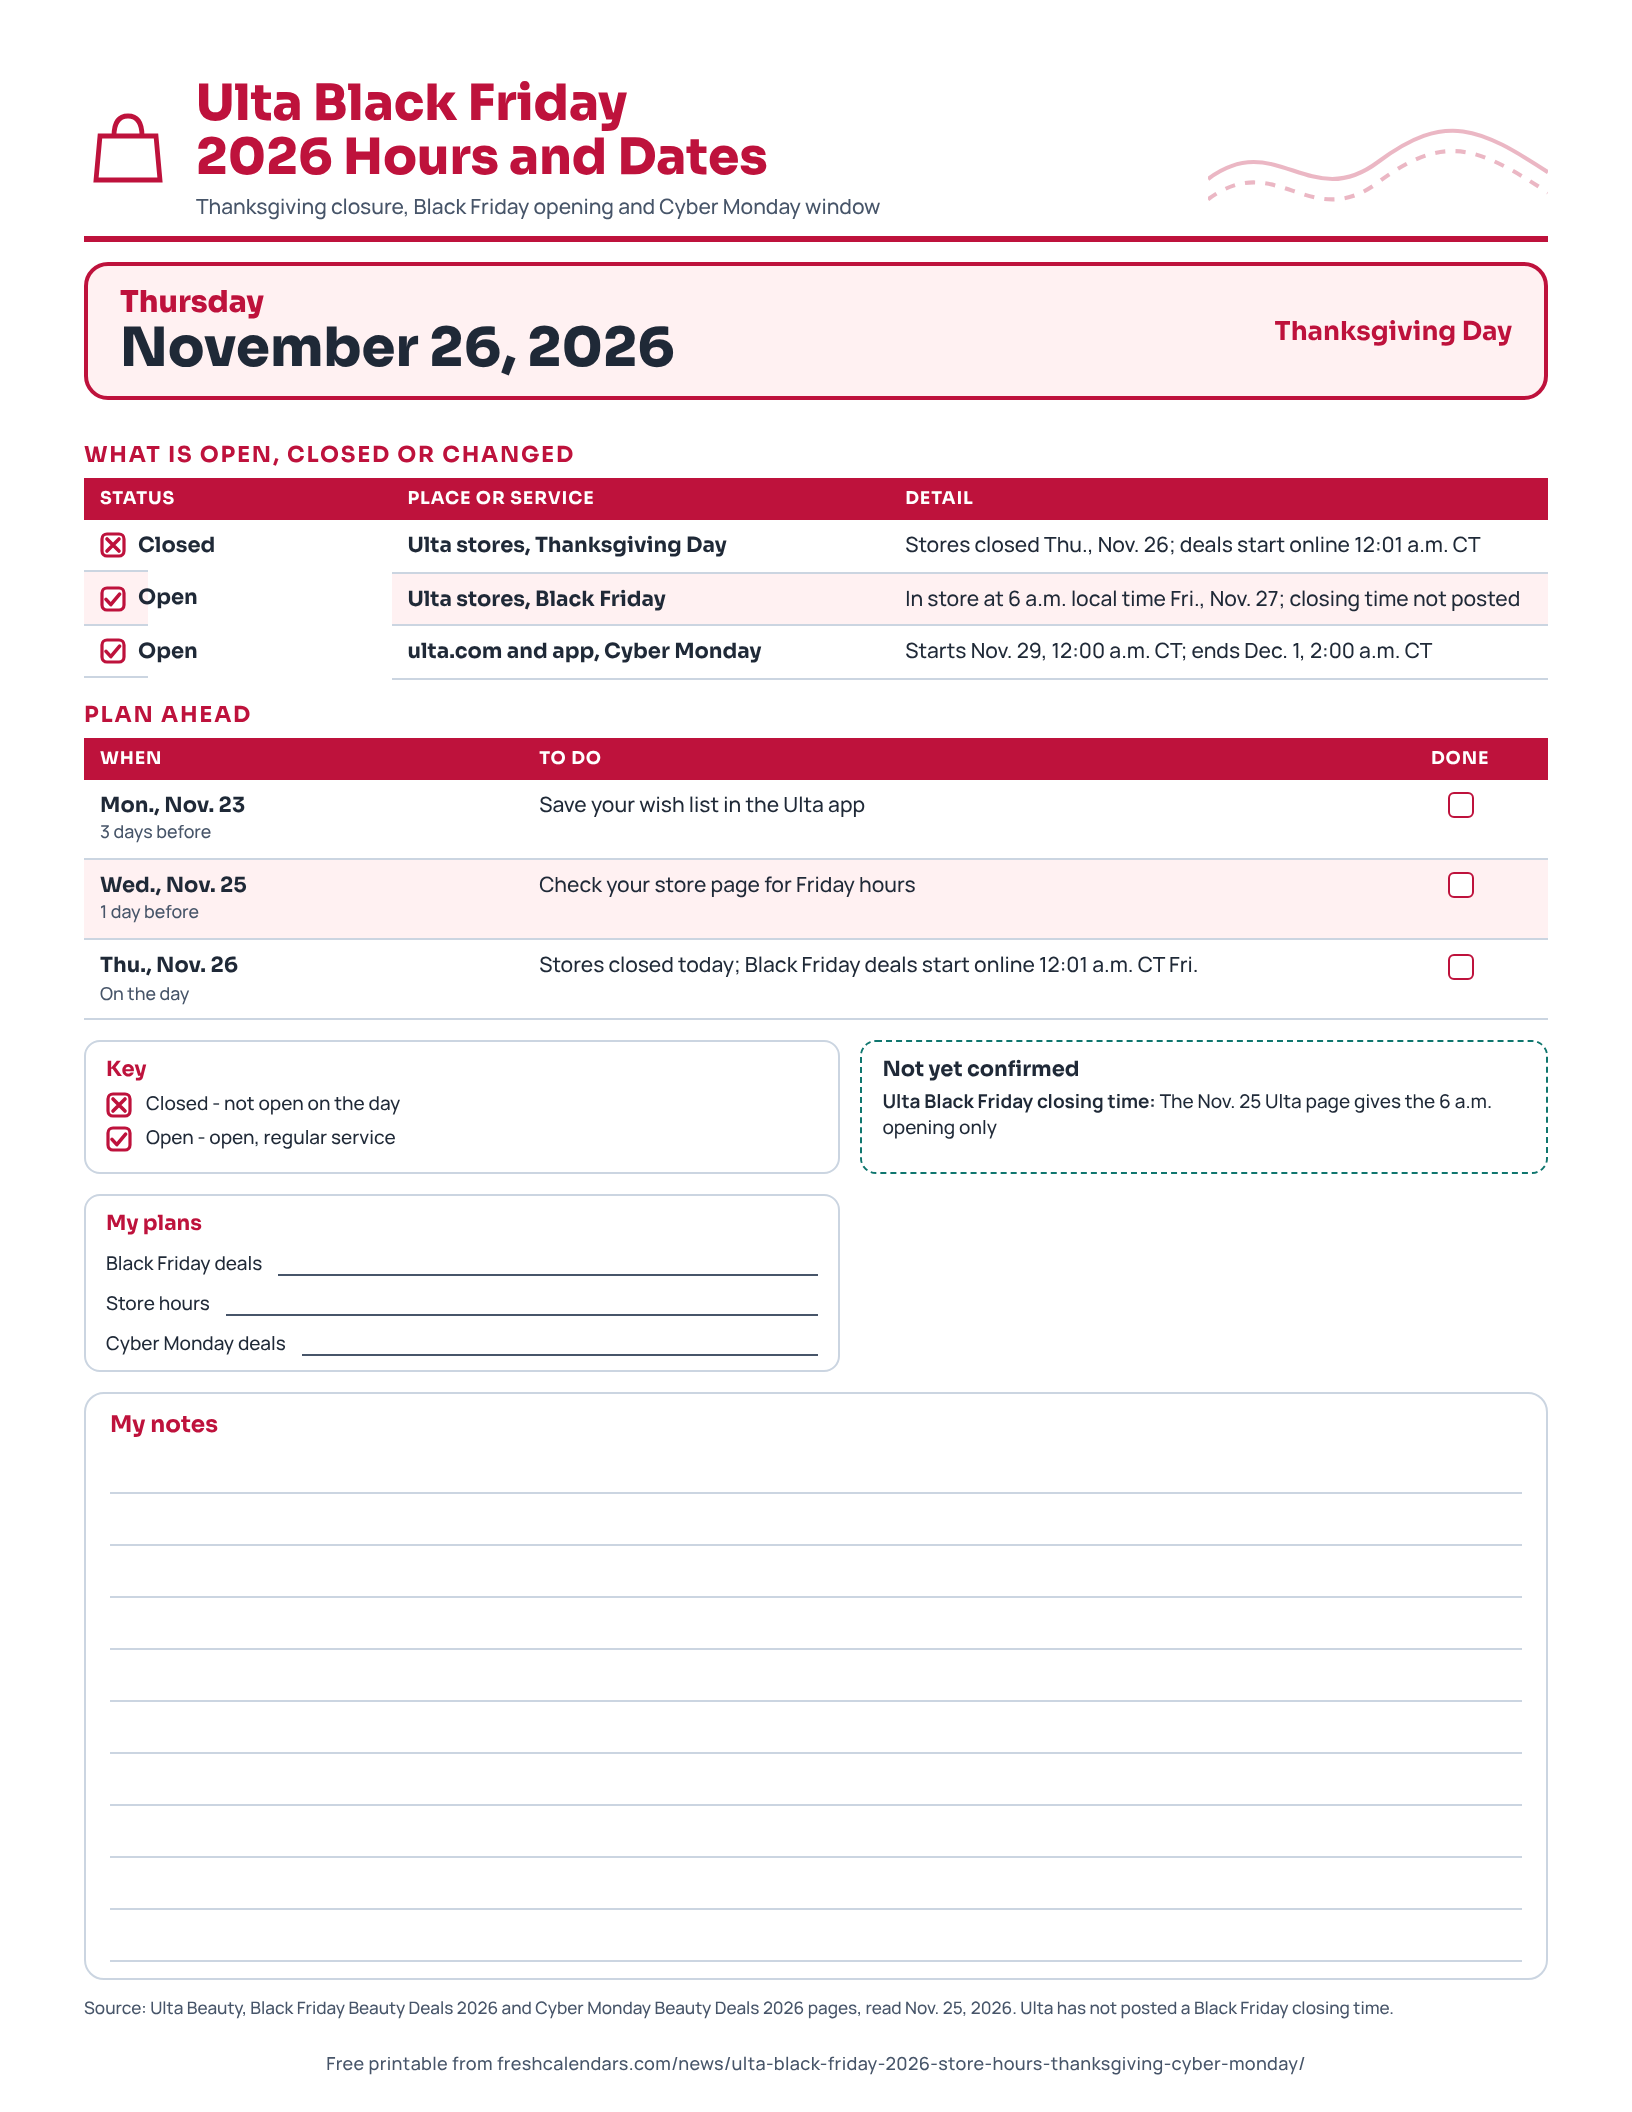 Ulta Black Friday
2026 Hours and Dates
Thanksgiving closure, Black Friday opening and Cyber Monday window
Thursday
November 26, 2026
Thanksgiving Day
WHAT IS OPEN, CLOSED OR CHANGED
STATUS PLACE OR SERVICE DETAIL
Closed Ulta stores, Thanksgiving Day Stores closed Thu., Nov. 26; deals start online 12:01 a.m. CT
Open Ulta stores, Black Friday In store at 6 a.m. local time Fri., Nov. 27; closing time not posted
Open ulta.com and app, Cyber Monday Starts Nov. 29, 12:00 a.m. CT; ends Dec. 1, 2:00 a.m. CT
PLAN AHEAD
WHEN TO DO DONE
Mon., Nov. 23 Save your wish list in the Ulta app
3 days before
Wed., Nov. 25 Check your store page for Friday hours
1 day before
Thu., Nov. 26 Stores closed today; Black Friday deals start online 12:01 a.m. CT Fri.
On the day
Key
Closed - not open on the day
Open - open, regular service
Not yet confirmed
Ulta Black Friday closing time: The Nov. 25 Ulta page gives the 6 a.m.
opening only
My plans
Black Friday deals
Store hours
Cyber Monday deals
My notes
Source: Ulta Beauty, Black Friday Beauty Deals 2026 and Cyber Monday Beauty Deals 2026 pages, read Nov. 25, 2026. Ulta has not posted a Black Friday closing time.
Free printable from freshcalendars.com/news/ulta-black-friday-2026-store-hours-thanksgiving-cyber-monday/